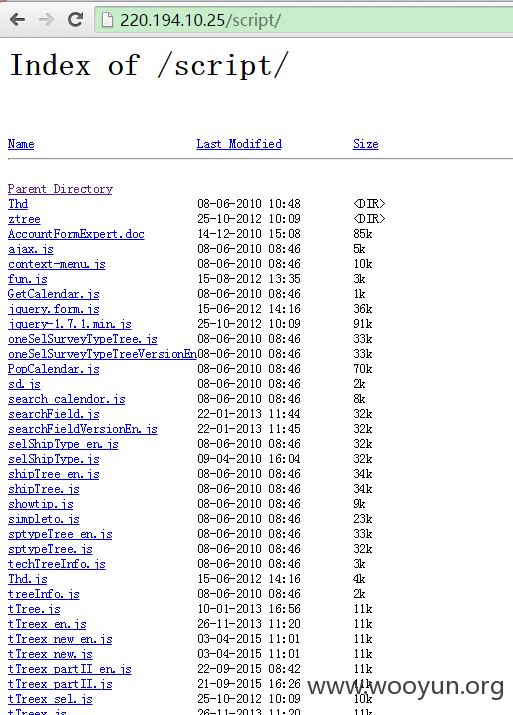 220.194.10.25/script/
Index of /script/
Name Last Modified Size
Parent Directory
Thd 08-06-2010 10:48 <DIR>
ztree 25-10-2012 10:09 <DIR>
AccountFormExpert.doc 14-12-2010 15:08 85k
ajax.js 08-06-2010 08:46 5k
context-menu.js 08-06-2010 08:46 10k
fun.js 15-08-2012 13:35 3k
GetCalendar.js 08-06-2010 08:46 1k
jquery.form.js 15-06-2012 14:16 36k
jquery-1.7.1.min.js 25-10-2012 10:09 91k
oneSelSurveyTypeTree.js 08-06-2010 08:46 33k
oneSelSurveyTypeTreeVersionEn 08-06-2010 08:46 33k
PopCalendar.js 08-06-2010 08:46 70k
sd.js 08-06-2010 08:46 2k
search_calendor.js 08-06-2010 08:46 8k
searchField.js 22-01-2013 11:44 32k
searchFieldVersionEn.js 22-01-2013 11:45 32k
selShipType_en.js 08-06-2010 08:46 32k
selShipType.js 09-04-2010 16:04 32k
shipTree_en.js 08-06-2010 08:46 34k
shipTree.js 08-06-2010 08:46 34k
showtip.js 08-06-2010 08:46 9k
simpleto.js 08-06-2010 08:46 23k
sptypeTree_en.js 08-06-2010 08:46 33k
sptypeTree.js 08-06-2010 08:46 32k
techTreeInfo.js 08-06-2010 08:46 3k
Thd.js 15-06-2012 14:16 4k
treeInfo.js 08-06-2010 08:46 2k
tTree.js 10-01-2013 16:56 11k
tTreex_en.js 26-11-2013 11:20 11k
tTreex_new_en.js 03-04-2015 11:01 11k
tTreex_new.js 03-04-2015 11:01 11k
tTreex_partII_en.js 22-09-2015 08:42 11k
tTreex_partII.js 21-09-2015 16:26 11k
tTreex_sel.js 25-10-2012 10:09 10k
tTreex.js 26-11-2013 11:20 11k
www.wooyun.org